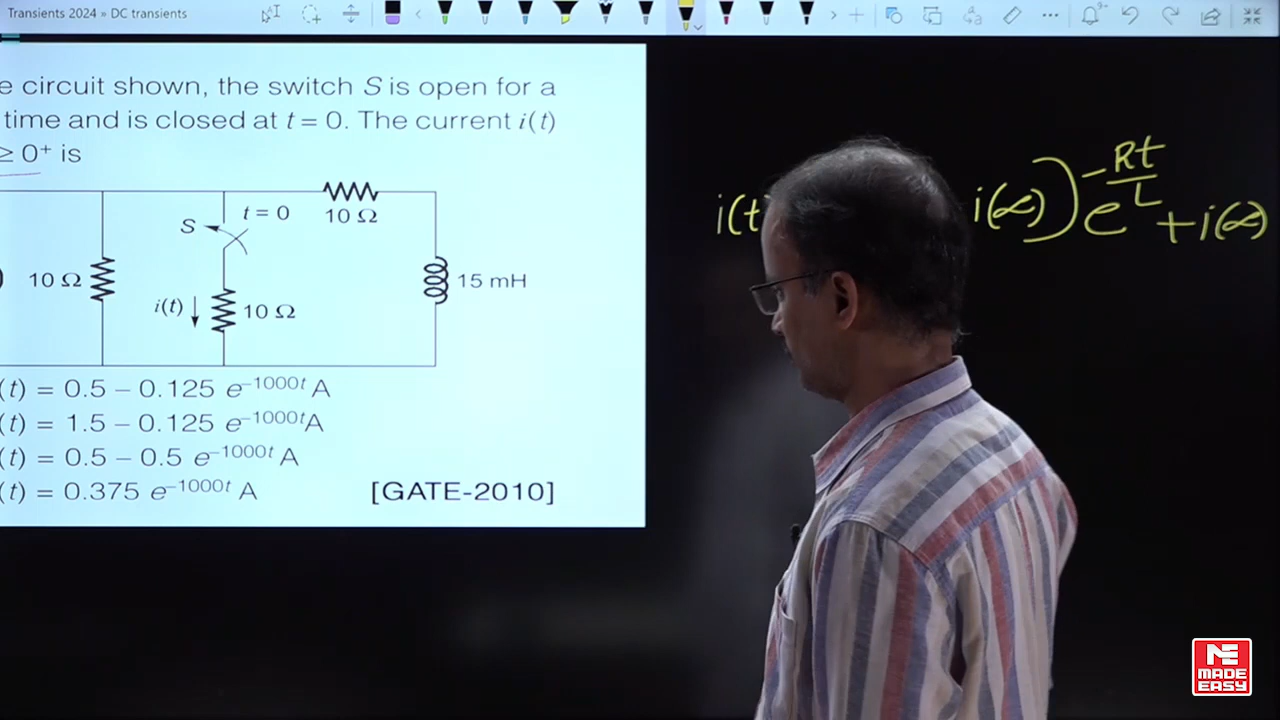 Transients 2024 » DC transients
e circuit shown, the switch S is open for a
time and is closed at t = 0. The current i(t)
≥ 0⁺ is
S
t = 0
10 Ω
10 Ω
i(t)
10 Ω
15 mH
(t) = 0.5 – 0.125 e⁻¹⁰⁰⁰ᵗ A
(t) = 1.5 – 0.125 e⁻¹⁰⁰⁰ᵗ A
(t) = 0.5 – 0.5 e⁻¹⁰⁰⁰ᵗ A
(t) = 0.375 e⁻¹⁰⁰⁰ᵗ A
[GATE-2010]
i(t) i(∞)) e^(-Rt/L) + i(∞)
ME
MADE
EASY